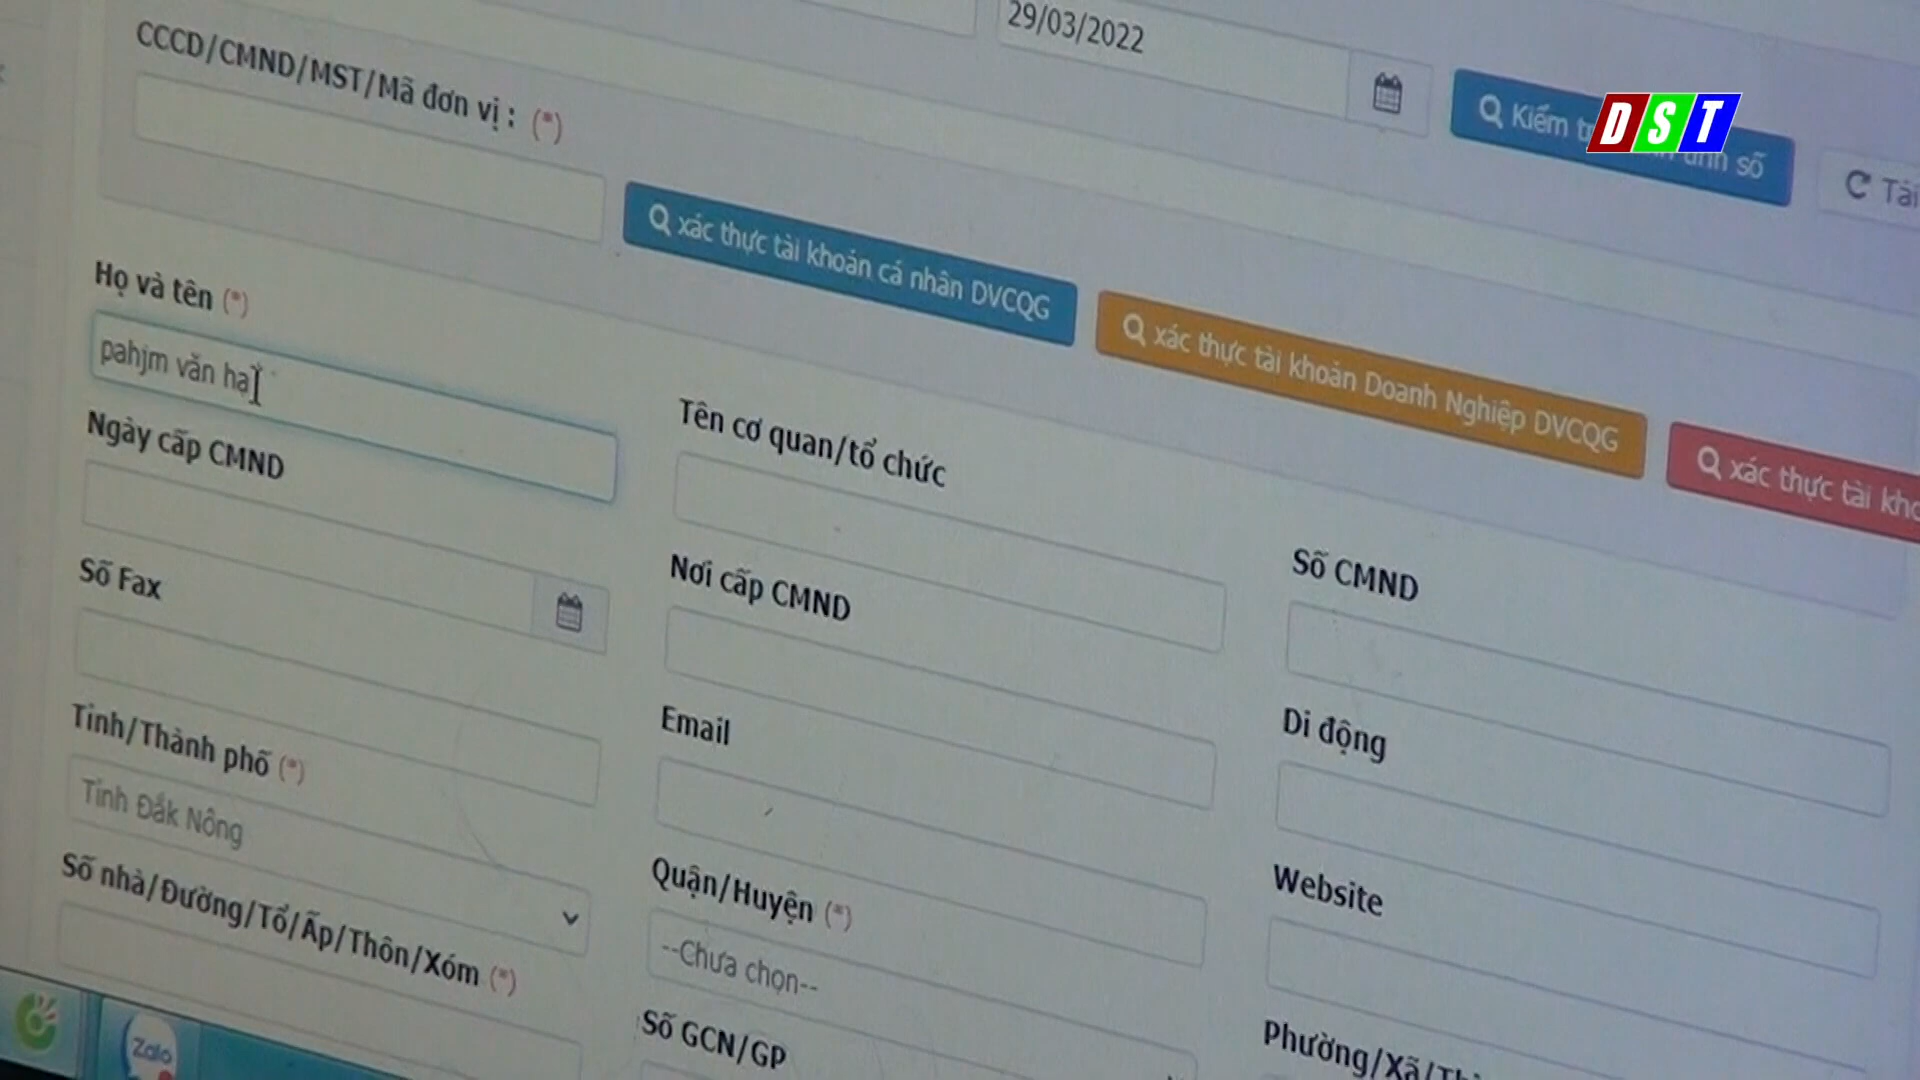 29/03/2022
CCCD/CMND/MST/Mã đơn vị : (*)
Kiểm
số
Tải
DST
xác thực tài khoản cá nhân DVCQG
xác thực tài khoản Doanh Nghiệp DVCQG
xác thực tài
Họ và tên (*)
pahjm văn ha
Tên cơ quan/tổ chức
Số CMND
Ngày cấp CMND
Nơi cấp CMND
Di động
Số Fax
Email
Website
Tỉnh/Thành phố (*)
Tỉnh Đắk Nông
Quận/Huyện (*)
--Chưa chọn--
Phường/Xã/
Số nhà/Đường/Tổ/Ấp/Thôn/Xóm (*)
Số GCN/GP
Zalo